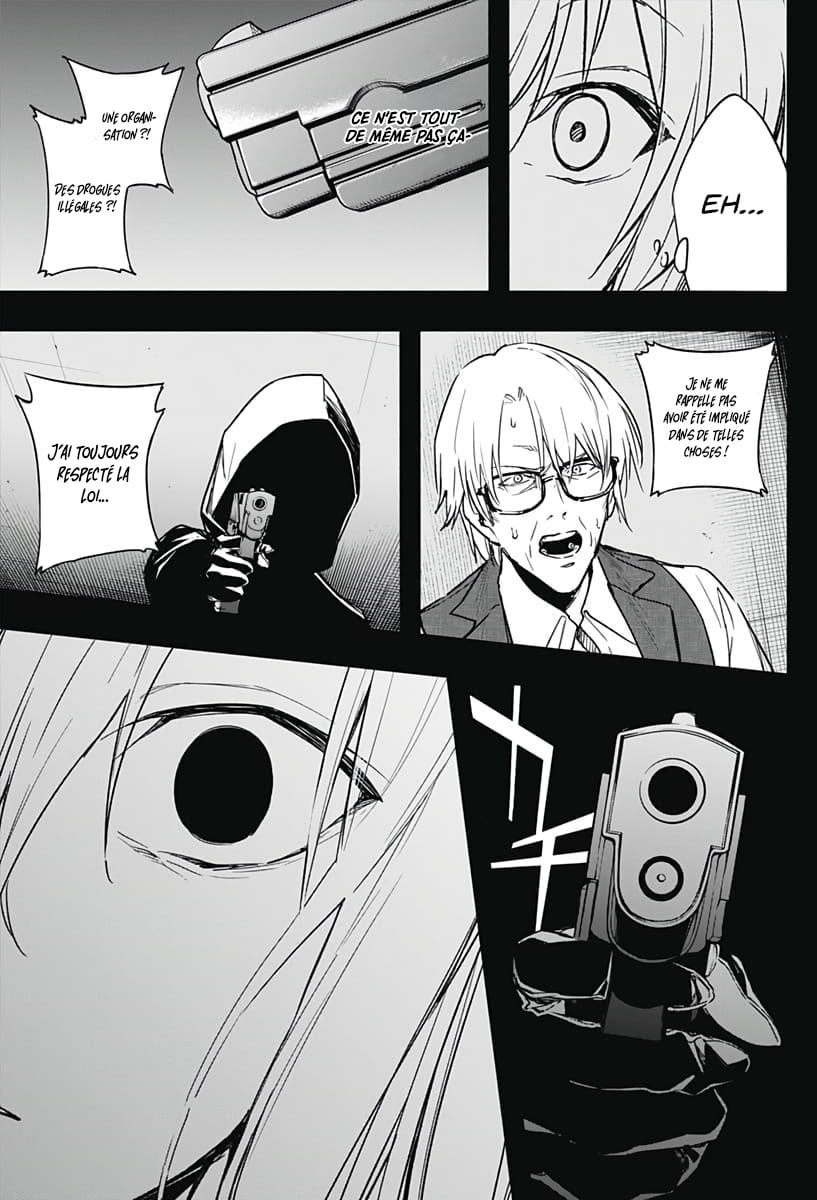 EH...
CE N'EST TOUT
DE MÊME PAS ÇA-
UNE ORGANI-
SATION ?!
DES DROGUES
ILLÉGALES ?!
JE NE ME
RAPPELLE PAS
AVOIR ÉTÉ IMPLIQUÉ
DANS DE TELLES
CHOSES !
J'AI TOUJOURS
RESPECTÉ LA
LOI...